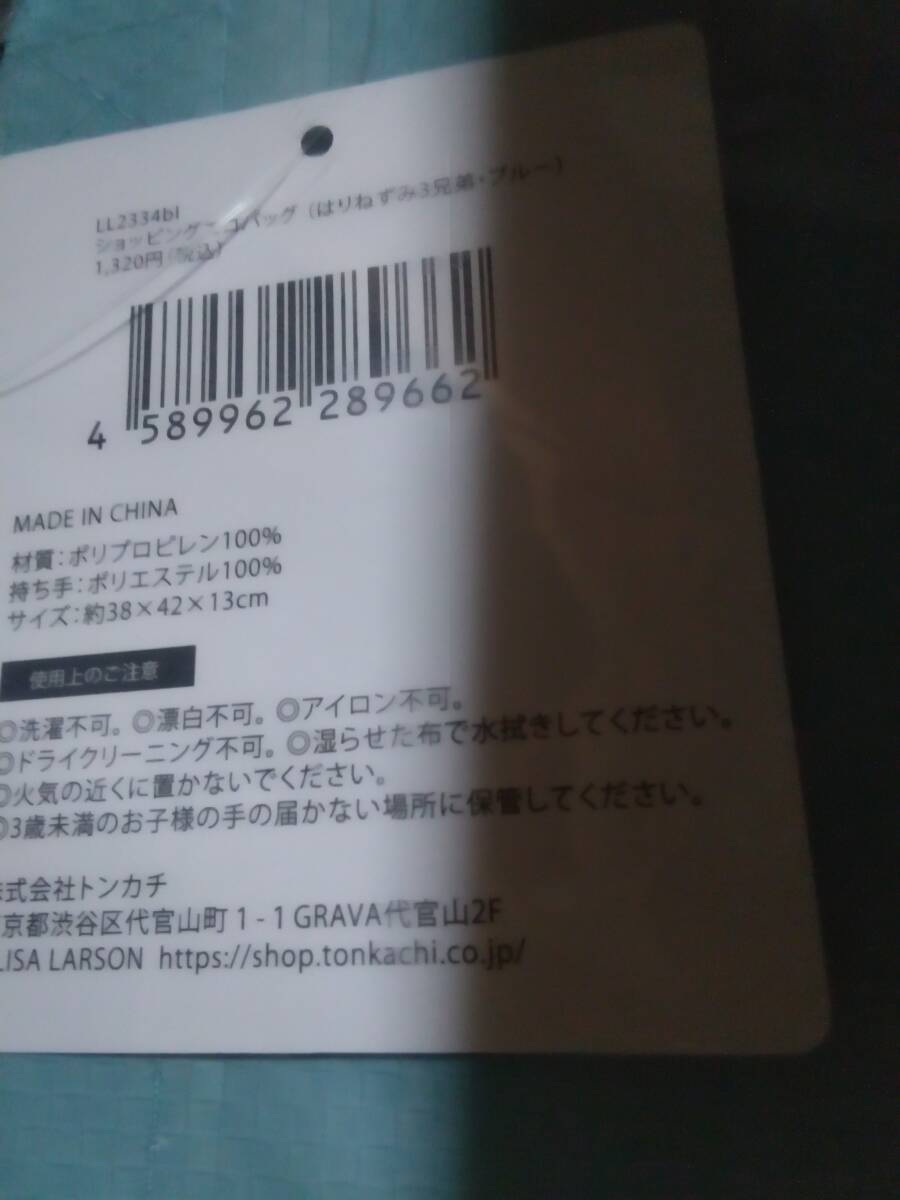 LL2334bl
ショッピング コバッグ（はりねずみ3兄弟・ブルー）
1,320円（税込）
4 589962 289662
MADE IN CHINA
材質：ポリプロピレン100%
持ち手：ポリエステル100%
サイズ：約38×42×13cm
使用上のご注意
◎洗濯不可。◎漂白不可。◎アイロン不可。
◎ドライクリーニング不可。◎湿らせた布で水拭きしてください。
◎火気の近くに置かないでください。
◎3歳未満のお子様の手の届かない場所に保管してください。
株式会社トンカチ
京都渋谷区代官山町1-1 GRAVA代官山2F
LISA LARSON https://shop.tonkachi.co.jp/